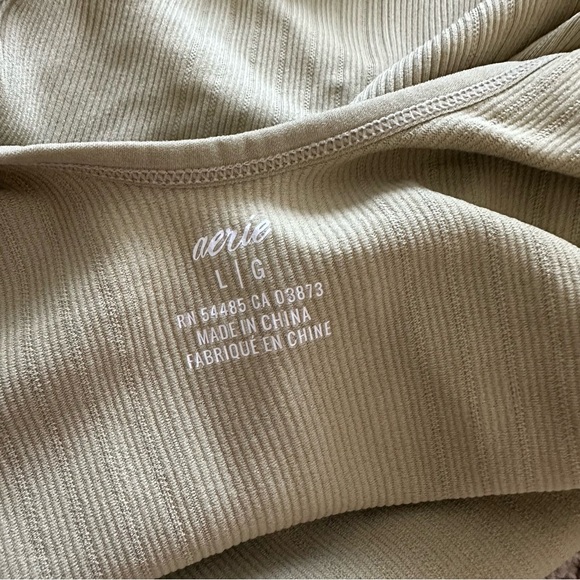 aerie
L | G
RN 54485 CA 03873
MADE IN CHINA
FABRIQUÉ EN CHINE